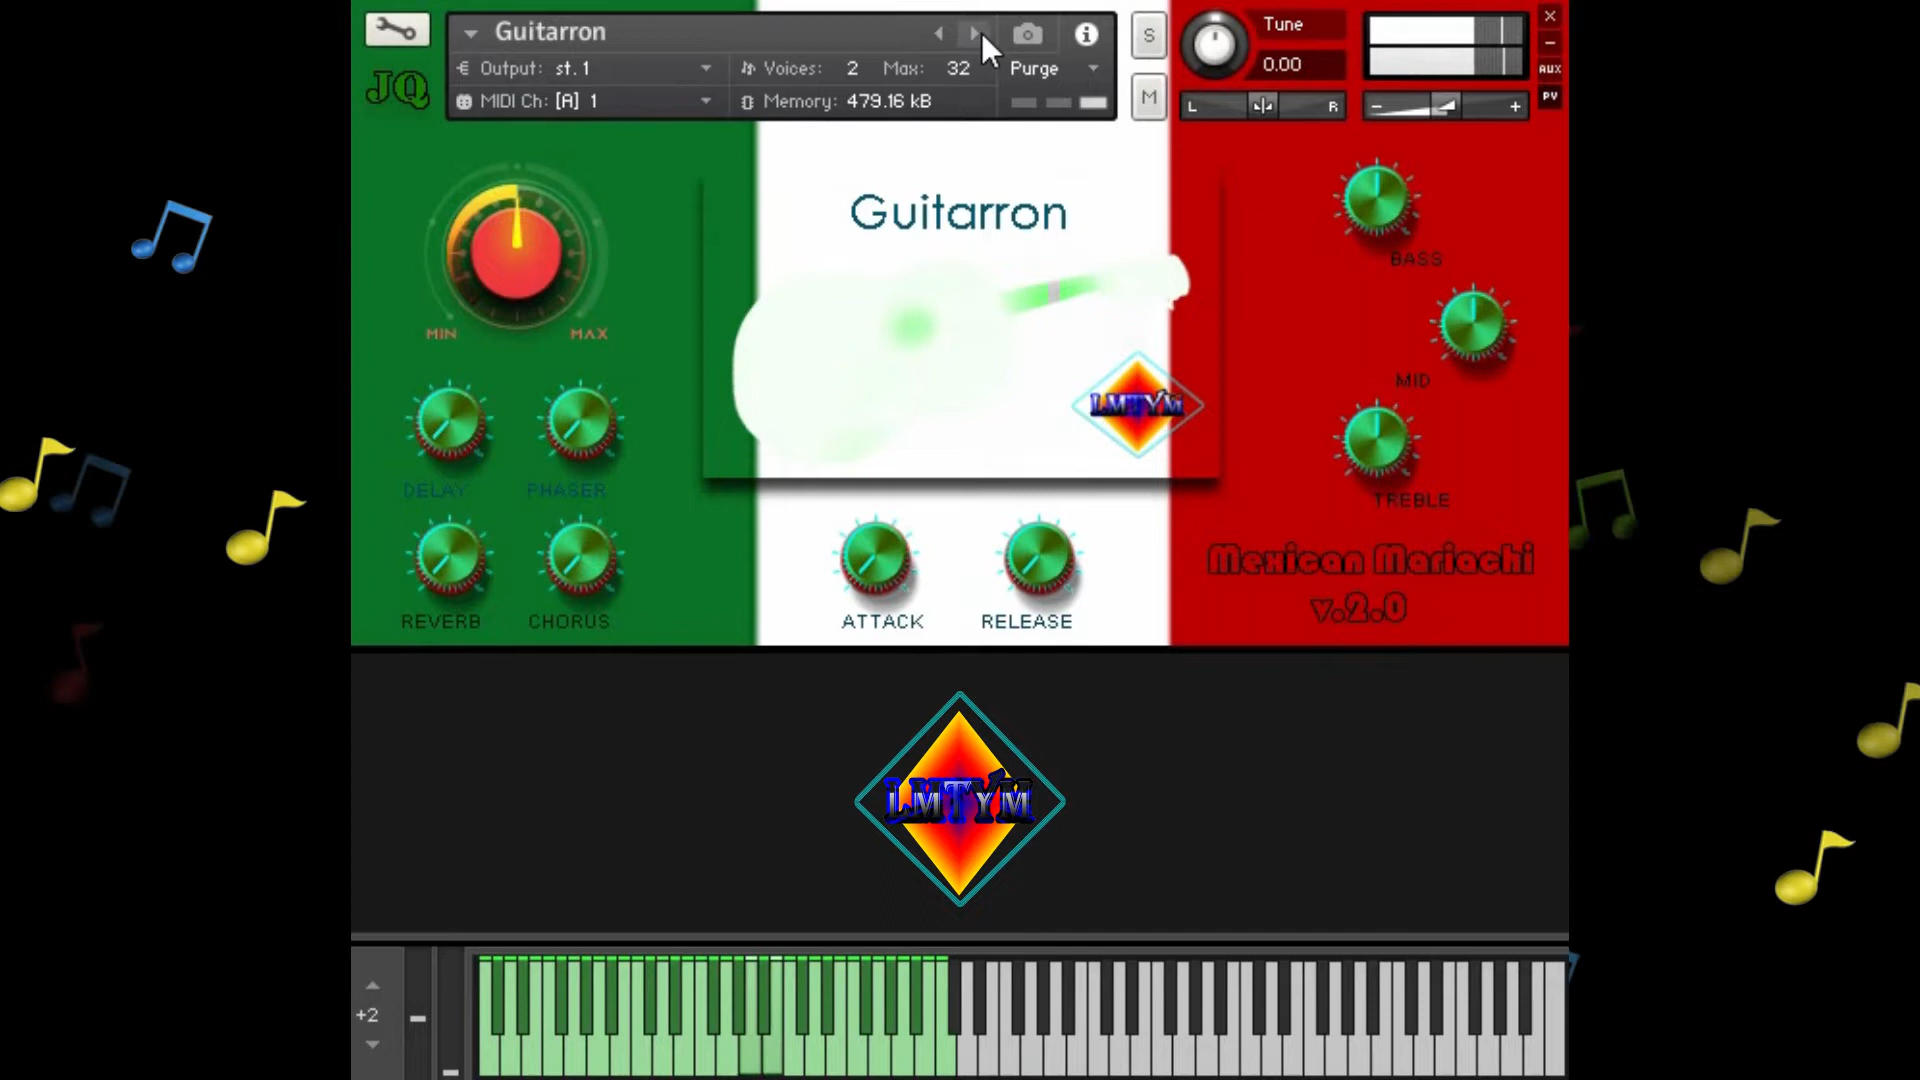 Guitarron
Output: st. 1
Voices: 2 Max: 32
Purge
MIDI Ch: [A] 1
Memory: 479.16 kB
JQ
S
M
Tune
0.00
L R
- +
x
-
AUX
PV
Guitarron
MIN MAX
BASS
MID
TREBLE
LMTYM
DELAY PHASER
REVERB CHORUS
ATTACK RELEASE
Mexican Mariachi
v.2.0
LMTYM
+2